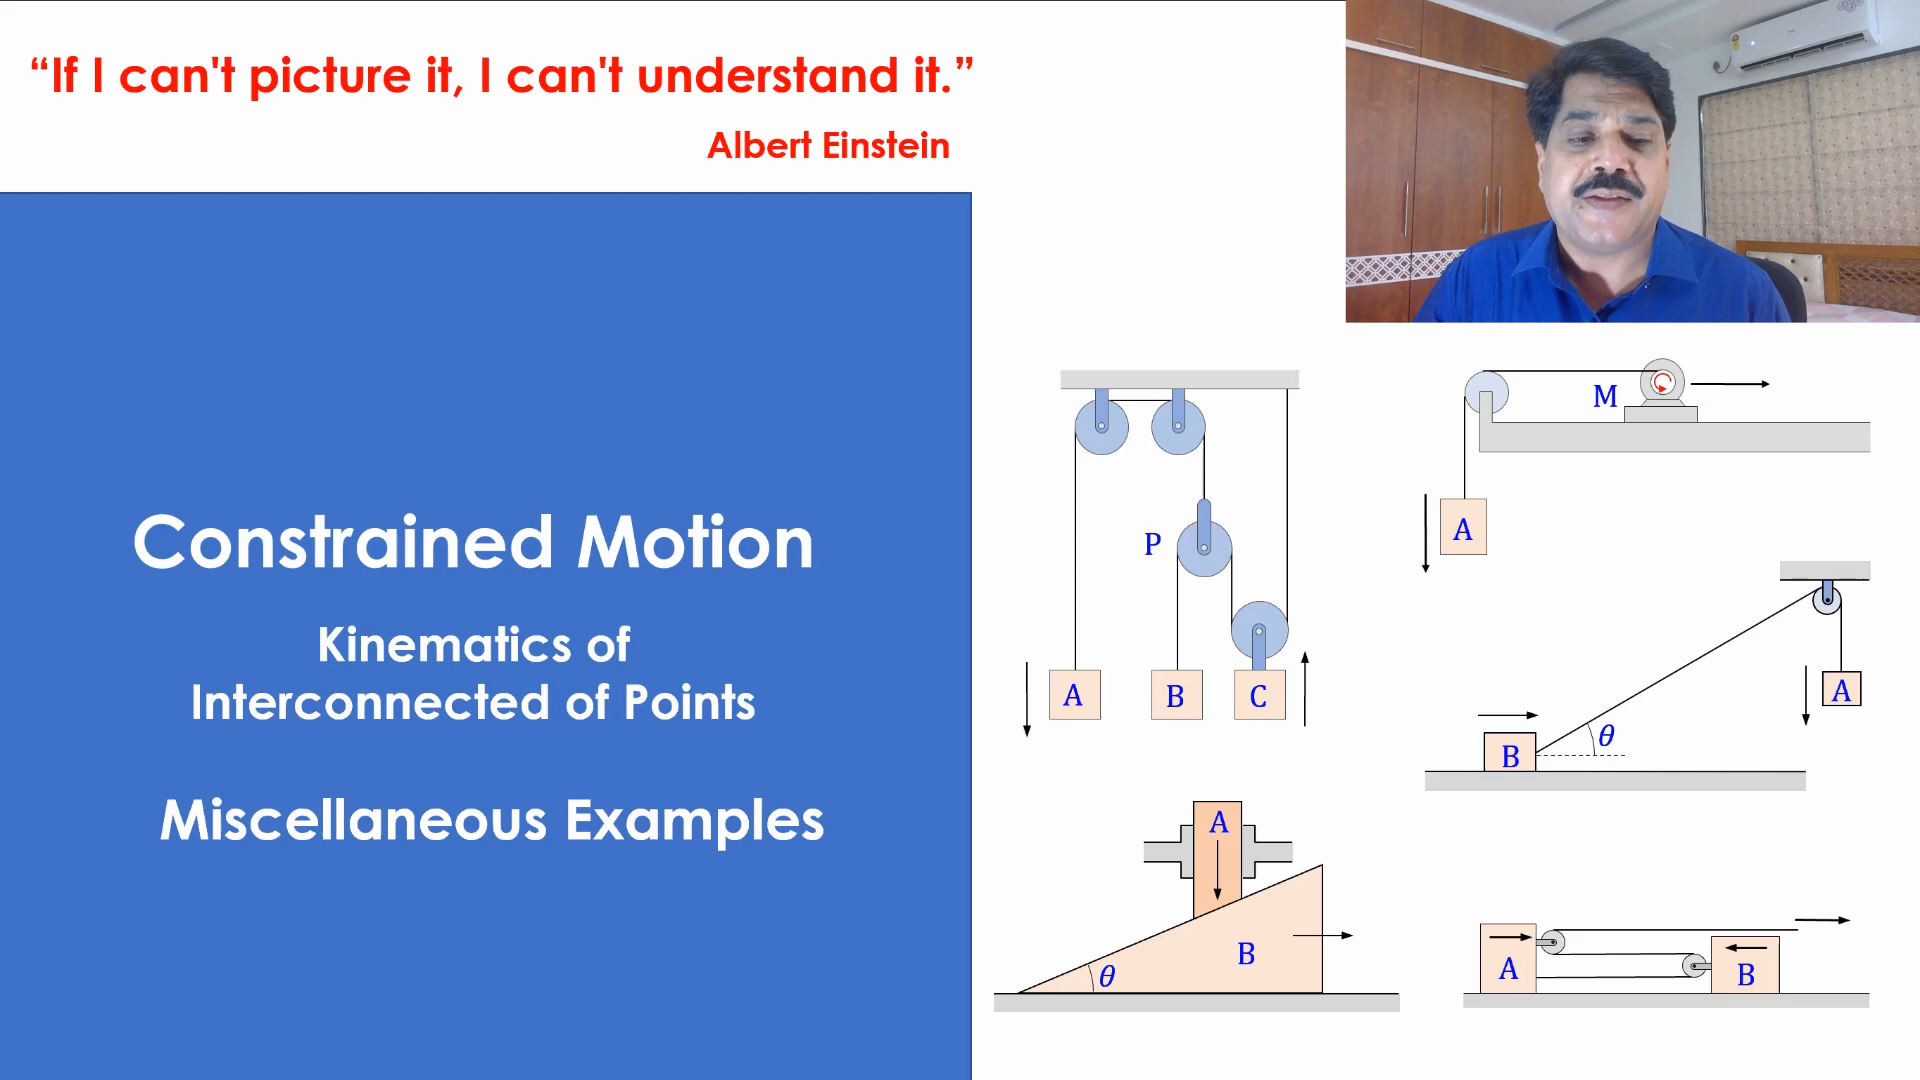 “If I can't picture it, I can't understand it.”
Albert Einstein
Constrained Motion
Kinematics of
Interconnected of Points
Miscellaneous Examples
P
A
B
C
M
A
A
B
θ
A
B
θ
A
B